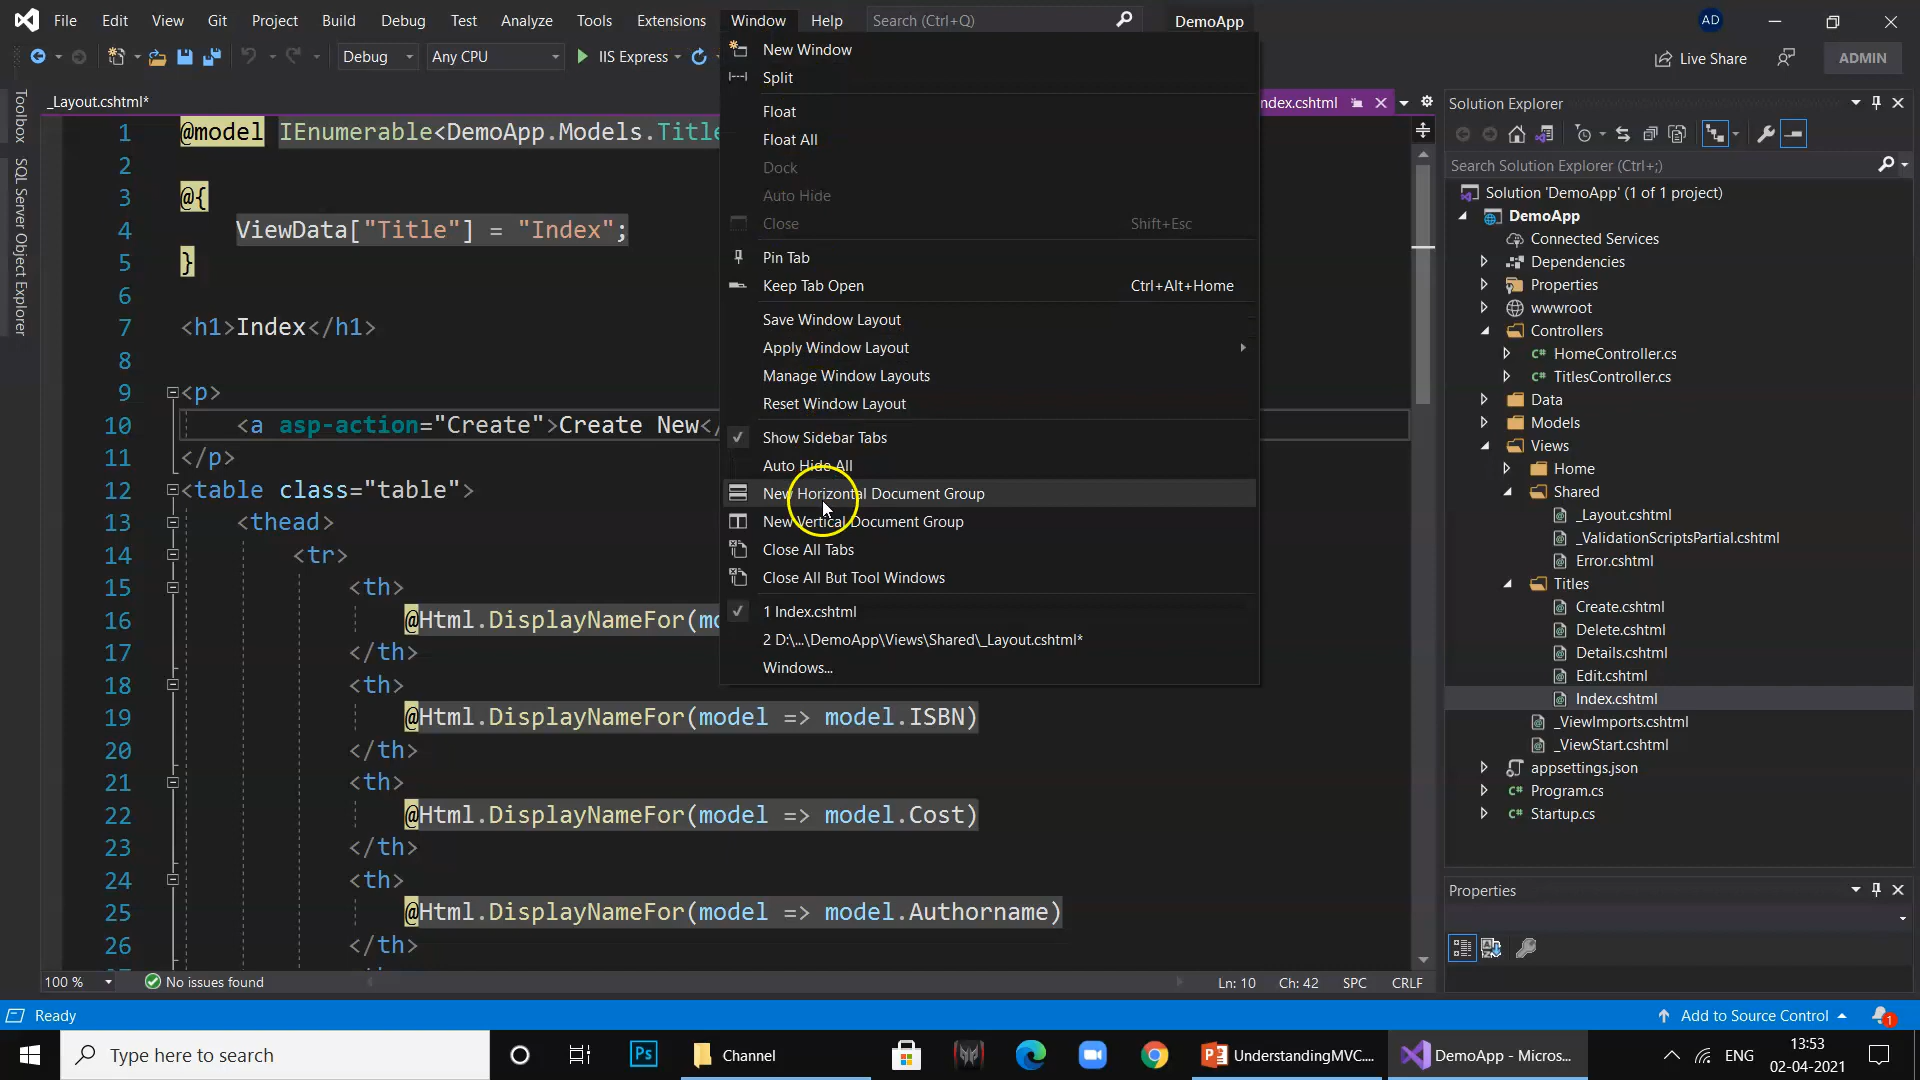 File Edit View Git Project Build Debug Test Analyze Tools Extensions Window Help Search (Ctrl+Q) DemoApp AD
Debug Any CPU IIS Express Live Share ADMIN
Toolbox
SQL Server Object Explorer
_Layout.cshtml*
ndex.cshtml
1 @model IEnumerable<DemoApp.Models.Title
2
3 @{
4 ViewData["Title"] = "Index";
5 }
6
7 <h1>Index</h1>
8
9 <p>
10 <a asp-action="Create">Create New</
11 </p>
12 <table class="table">
13 <thead>
14 <tr>
15 <th>
16 @Html.DisplayNameFor(mo
17 </th>
18 <th>
19 @Html.DisplayNameFor(model => model.ISBN)
20 </th>
21 <th>
22 @Html.DisplayNameFor(model => model.Cost)
23 </th>
24 <th>
25 @Html.DisplayNameFor(model => model.Authorname)
26 </th>
New Window
Split
Float
Float All
Dock
Auto Hide
Close Shift+Esc
Pin Tab
Keep Tab Open Ctrl+Alt+Home
Save Window Layout
Apply Window Layout
Manage Window Layouts
Reset Window Layout
Show Sidebar Tabs
Auto Hide All
New Horizontal Document Group
New Vertical Document Group
Close All Tabs
Close All But Tool Windows
1 Index.cshtml
2 D:\...\DemoApp\Views\Shared\_Layout.cshtml*
Windows...
Solution Explorer
Search Solution Explorer (Ctrl+;)
Solution 'DemoApp' (1 of 1 project)
DemoApp
Connected Services
Dependencies
Properties
wwwroot
Controllers
C# HomeController.cs
C# TitlesController.cs
Data
Models
Views
Home
Shared
_Layout.cshtml
_ValidationScriptsPartial.cshtml
Error.cshtml
Titles
Create.cshtml
Delete.cshtml
Details.cshtml
Edit.cshtml
Index.cshtml
_ViewImports.cshtml
_ViewStart.cshtml
appsettings.json
C# Program.cs
C# Startup.cs
Properties
100 % No issues found Ln: 10 Ch: 42 SPC CRLF
Ready Add to Source Control 1
Type here to search Ps Channel UnderstandingMVC.... DemoApp - Micros... ENG 13:53
02-04-2021